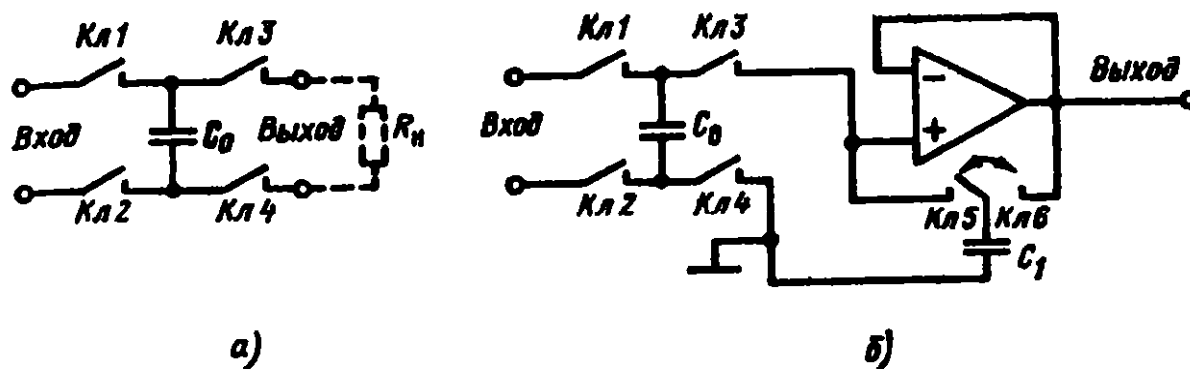 Кл1
Кл3
Вход
C₀
Выход
Rн
Кл2
Кл4
а)
Кл1
Кл3
Вход
C₀
Кл2
Кл4
−
+
Выход
Кл5
Кл6
C₁
б)